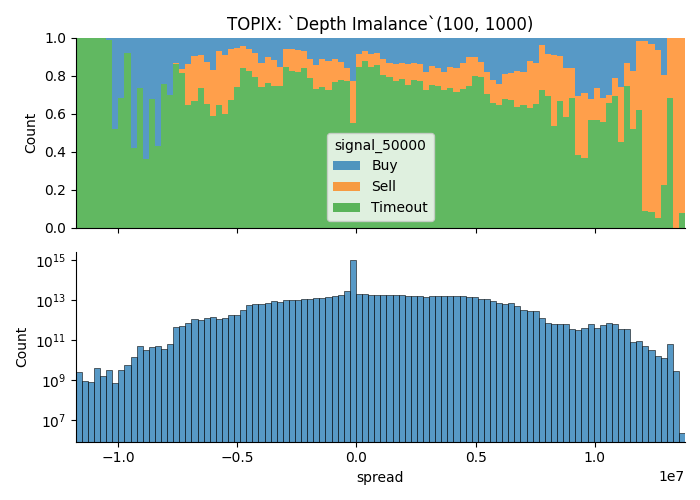 TOPIX: `Depth Imalance`(100, 1000)
1.0
0.8
0.6
0.4
0.2
0.0
Count
signal_50000
Buy
Sell
Timeout
10^15
10^13
10^11
10^9
10^7
Count
−1.0 −0.5 0.0 0.5 1.0
1e7
spread